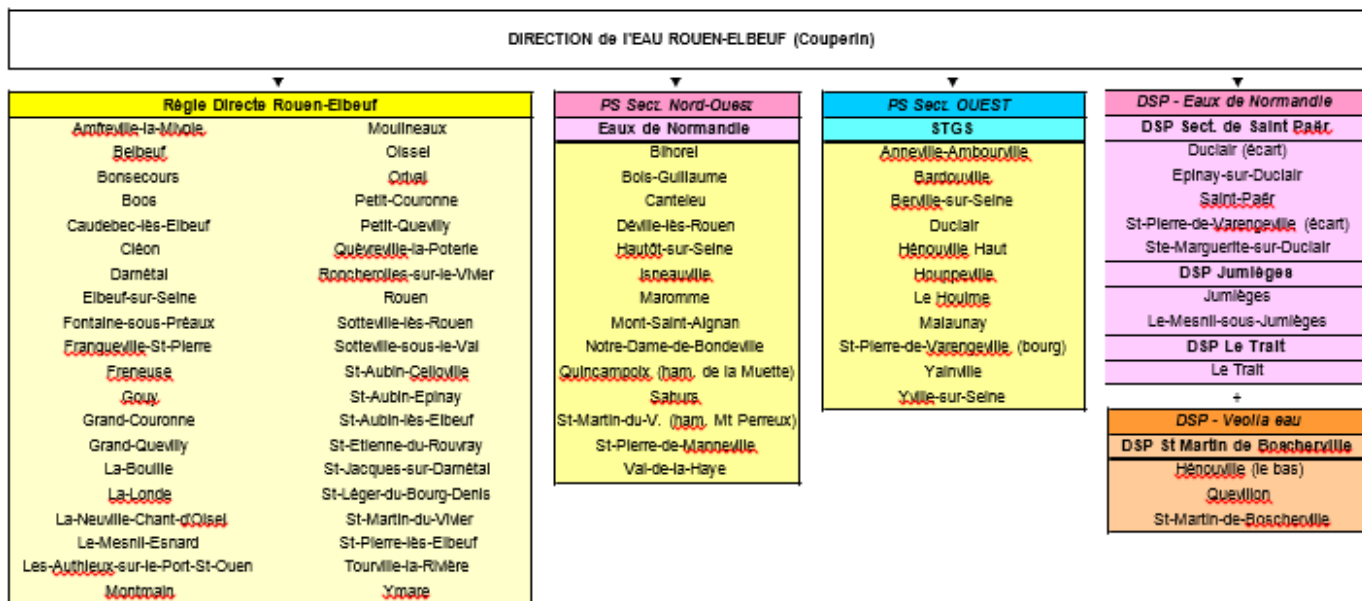 DIRECTION de l'EAU ROUEN-ELBEUF (Couperin)
Régie Directe Rouen-Elbeuf
Amfreville-la-Mivoie
Belbeuf
Bonsecours
Boos
Caudebec-lès-Elbeuf
Cléon
Darnétal
Elbeuf-sur-Seine
Fontaine-sous-Préaux
Franqueville-St-Pierre
Freneuse
Gouy
Grand-Couronne
Grand-Quevilly
La-Bouille
La-Londe
La-Neuville-Chant-d'Oisel
Le-Mesnil-Esnard
Les-Authieux-sur-le-Port-St-Ouen
Montmain
Moulineaux
Oissel
Orival
Petit-Couronne
Petit-Quevilly
Quévreville-la-Poterie
Roncherolles-sur-le-Vivier
Rouen
Sotteville-lès-Rouen
Sotteville-sous-le-Val
St-Aubin-Celloville
St-Aubin-Epinay
St-Aubin-lès-Elbeuf
St-Etienne-du-Rouvray
St-Jacques-sur-Darnétal
St-Léger-du-Bourg-Denis
St-Martin-du-Vivier
St-Pierre-lès-Elbeuf
Tourville-la-Rivière
Ymare
PS Sect. Nord-Ouest
Eaux de Normandie
Bihorel
Bois-Guillaume
Canteleu
Déville-lès-Rouen
Hautôt-sur-Seine
Isneauville
Maromme
Mont-Saint-Aignan
Notre-Dame-de-Bondeville
Quincampoix (ham. de la Muette)
Sahurs
St-Martin-du-V. (ham. Mt Perreux)
St-Pierre-de-Manneville
Val-de-la-Haye
PS Sect. OUEST
STGS
Anneville-Ambourville
Bardouville
Berville-sur-Seine
Duclair
Hénouville Haut
Houppeville
Le Houlme
Malaunay
St-Pierre-de-Varengeville (bourg)
Yainville
Yville-sur-Seine
DSP - Eaux de Normandie
DSP Sect. de Saint Paër
Duclair (écart)
Epinay-sur-Duclair
Saint-Paër
St-Pierre-de-Varengeville (écart)
Ste-Marguerite-sur-Duclair
DSP Jumièges
Jumièges
Le-Mesnil-sous-Jumièges
DSP Le Trait
Le Trait
+
DSP - Veolia eau
DSP St Martin de Boscherville
Hénouville (le bas)
Quevillon
St-Martin-de-Boscherville